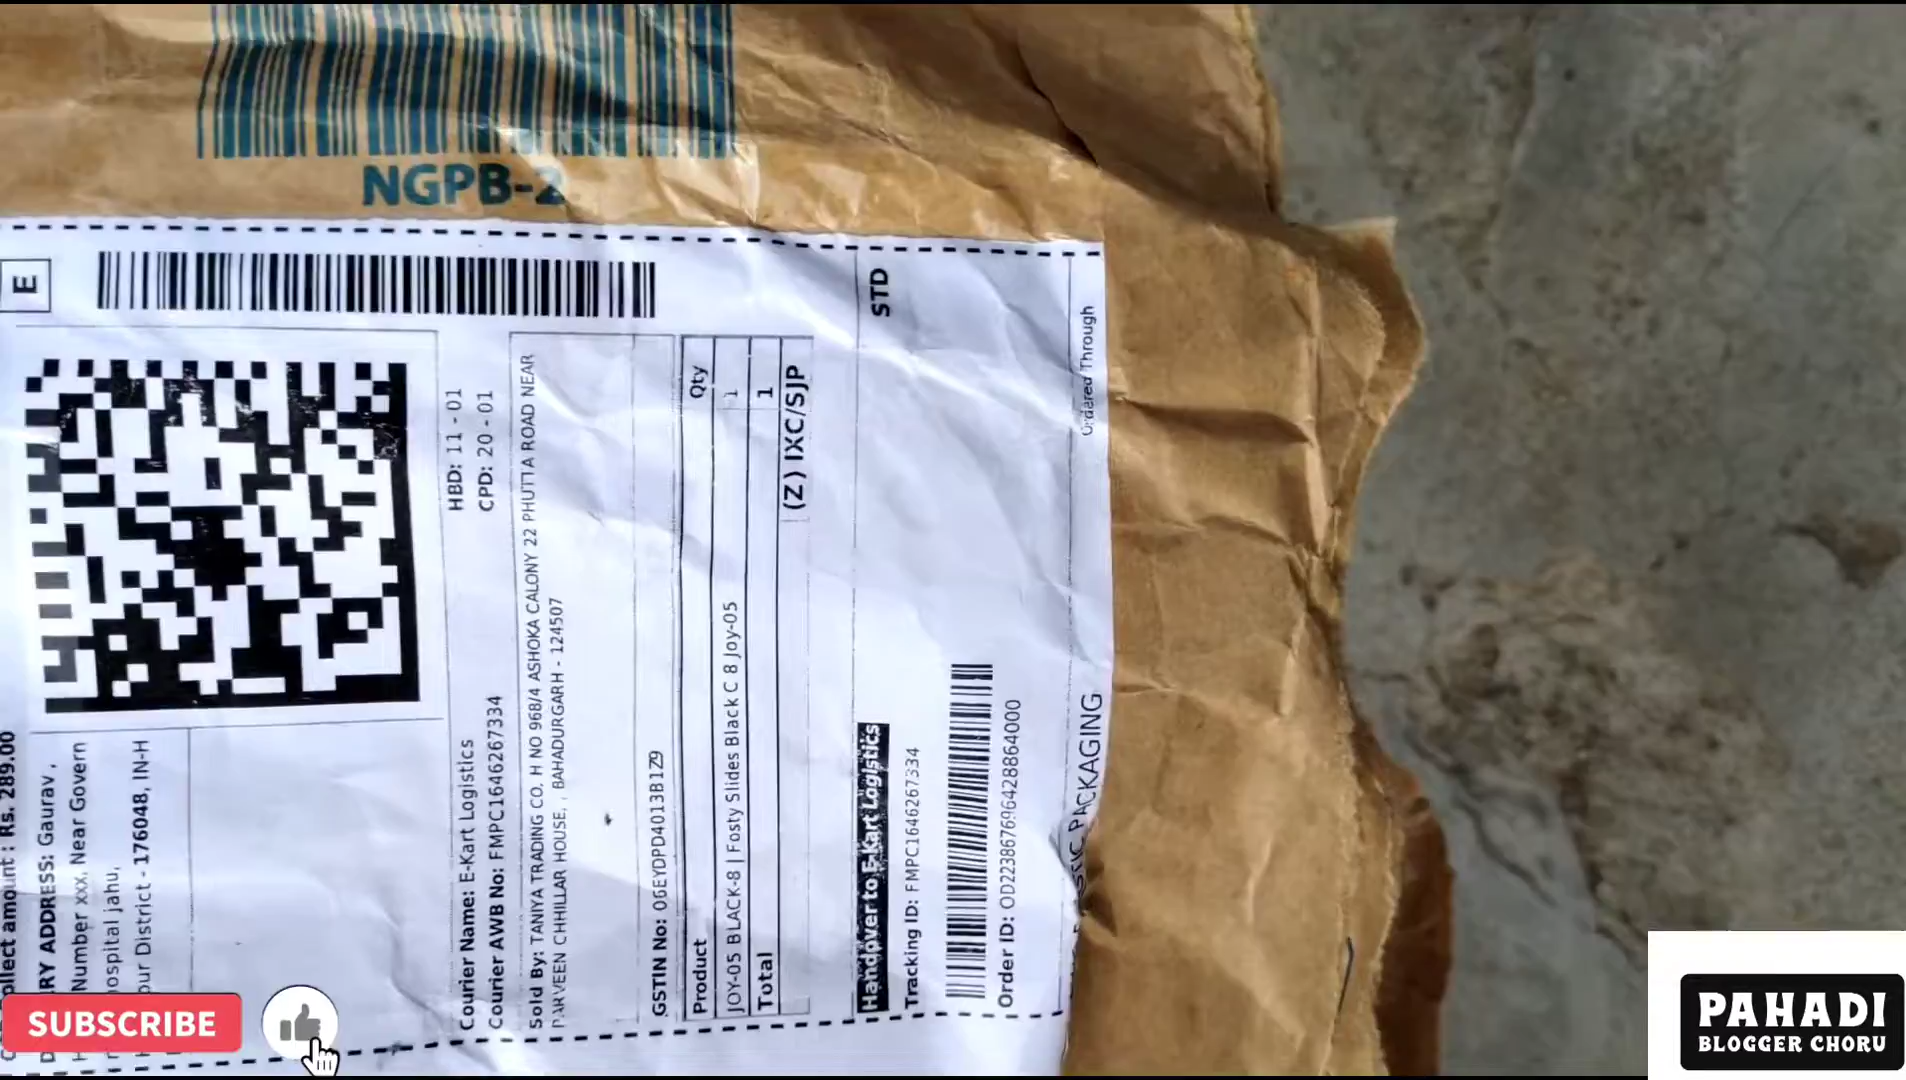 NGPB-2
E
ollect amount : Rs. 289.00
RY ADDRESS: Gaurav ,
Number xxx, Near Govern
ospital jahu,
our District - 176048, IN-H
HBD: 11 - 01
CPD: 20 - 01
Courier Name: E-Kart Logistics
Courier AWB No: FMPC1646267334
Sold By: TANIYA TRADING CO. H NO 968/4 ASHOKA CALONY 22 PHUTTA ROAD NEAR
PARVEEN CHHILLAR HOUSE, , BAHADURGARH - 124507
GSTIN No: 06EYDPD4013B1Z9
Product Qty
JOY-05 BLACK-8 | Fosty Slides Black C 8 Joy-05 1
Total 1
(Z) IXC/SJP
Handover to E-Kart Logistics STD
Tracking ID: FMPC1646267334
Order ID: OD223867696428864000
Ordered Through
PACKAGING
SUBSCRIBE
PAHADI
BLOGGER CHORU